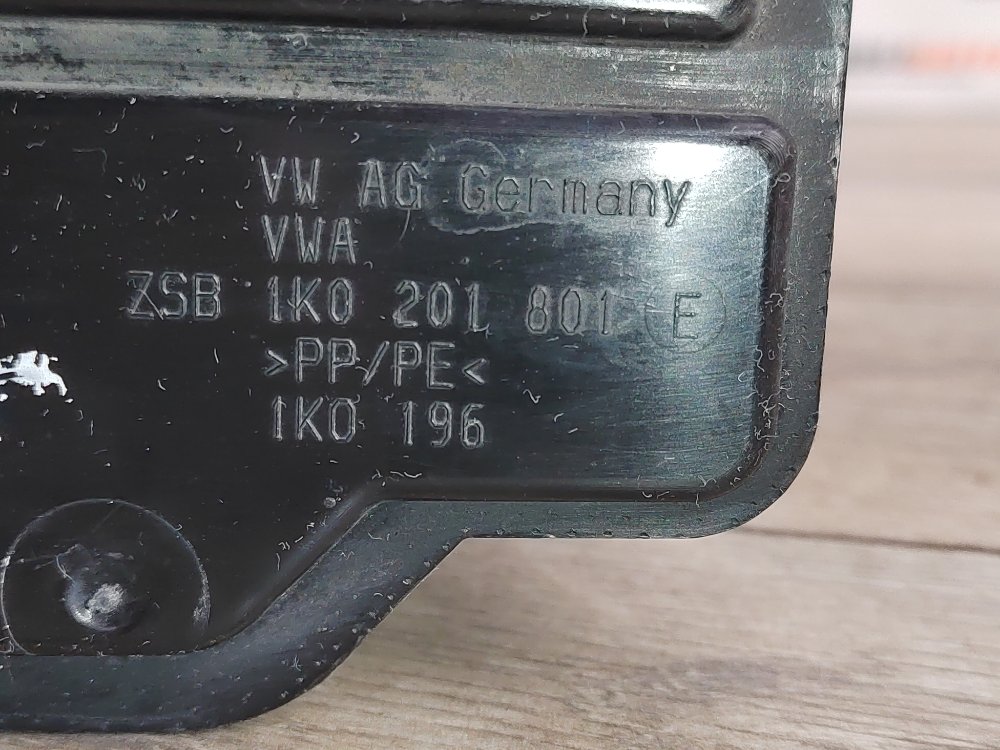 VW AG Germany
VWA
ZSB 1K0 201 801 E
>PP/PE<
1K0 196